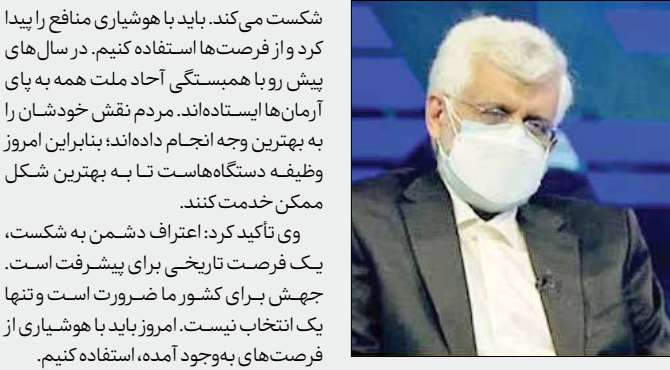 شکست می‌کند. باید با هوشیاری منافع را پیدا
کرد و از فرصت‌ها استفاده کنیم. در سال‌های
پیش رو با همبستگی آحاد ملت همه به پای
آرمان‌ها ایستاده‌اند. مردم نقش خودشان را
به بهترین وجه انجام داده‌اند؛ بنابراین امروز
وظیفه دستگاه‌هاست تا به بهترین شکل
ممکن خدمت کنند.
وی تأکید کرد: اعتراف دشمن به شکست،
یک فرصت تاریخی برای پیشرفت است.
جهش برای کشور ما ضرورت است و تنها
یک انتخاب نیست. امروز باید با هوشیاری از
فرصت‌های به‌وجود آمده، استفاده کنیم.